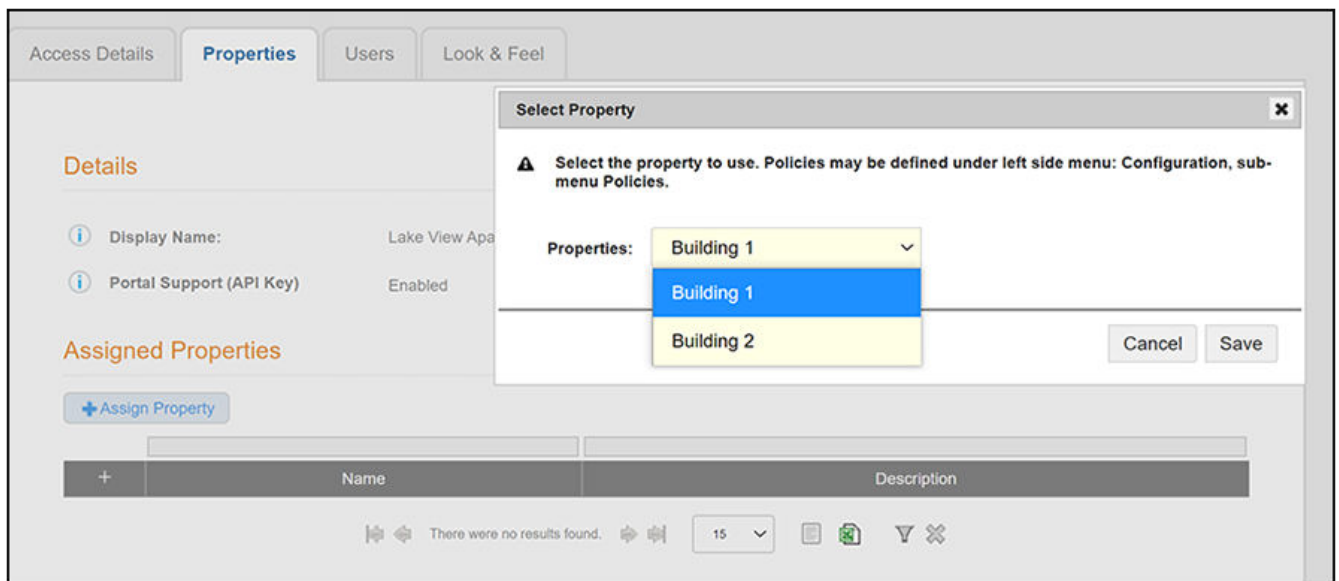 Access Details
Properties
Users
Look & Feel
Select Property
Select the property to use. Policies may be defined under left side menu: Configuration, sub-
menu Policies.
Details
Display Name:
Lake View Apa
Portal Support (API Key)
Enabled
Properties:
Building 1
Building 1
Building 2
Cancel
Save
Assigned Properties
Assign Property
+
Name
Description
There were no results found.
15